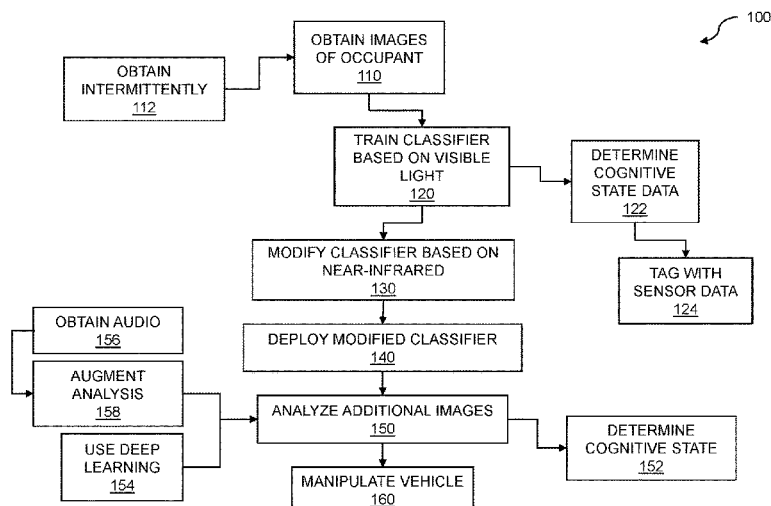 100
OBTAIN IMAGES
OF OCCUPANT
110
OBTAIN
INTERMITTENTLY
112
TRAIN CLASSIFIER
BASED ON VISIBLE
LIGHT
120
DETERMINE
COGNITIVE
STATE DATA
122
MODIFY CLASSIFIER BASED ON
NEAR-INFRARED
130
TAG WITH
SENSOR DATA
124
OBTAIN AUDIO
156
DEPLOY MODIFIED CLASSIFIER
140
AUGMENT
ANALYSIS
158
ANALYZE ADDITIONAL IMAGES
150
USE DEEP
LEARNING
154
DETERMINE
COGNITIVE STATE
152
MANIPULATE VEHICLE
160